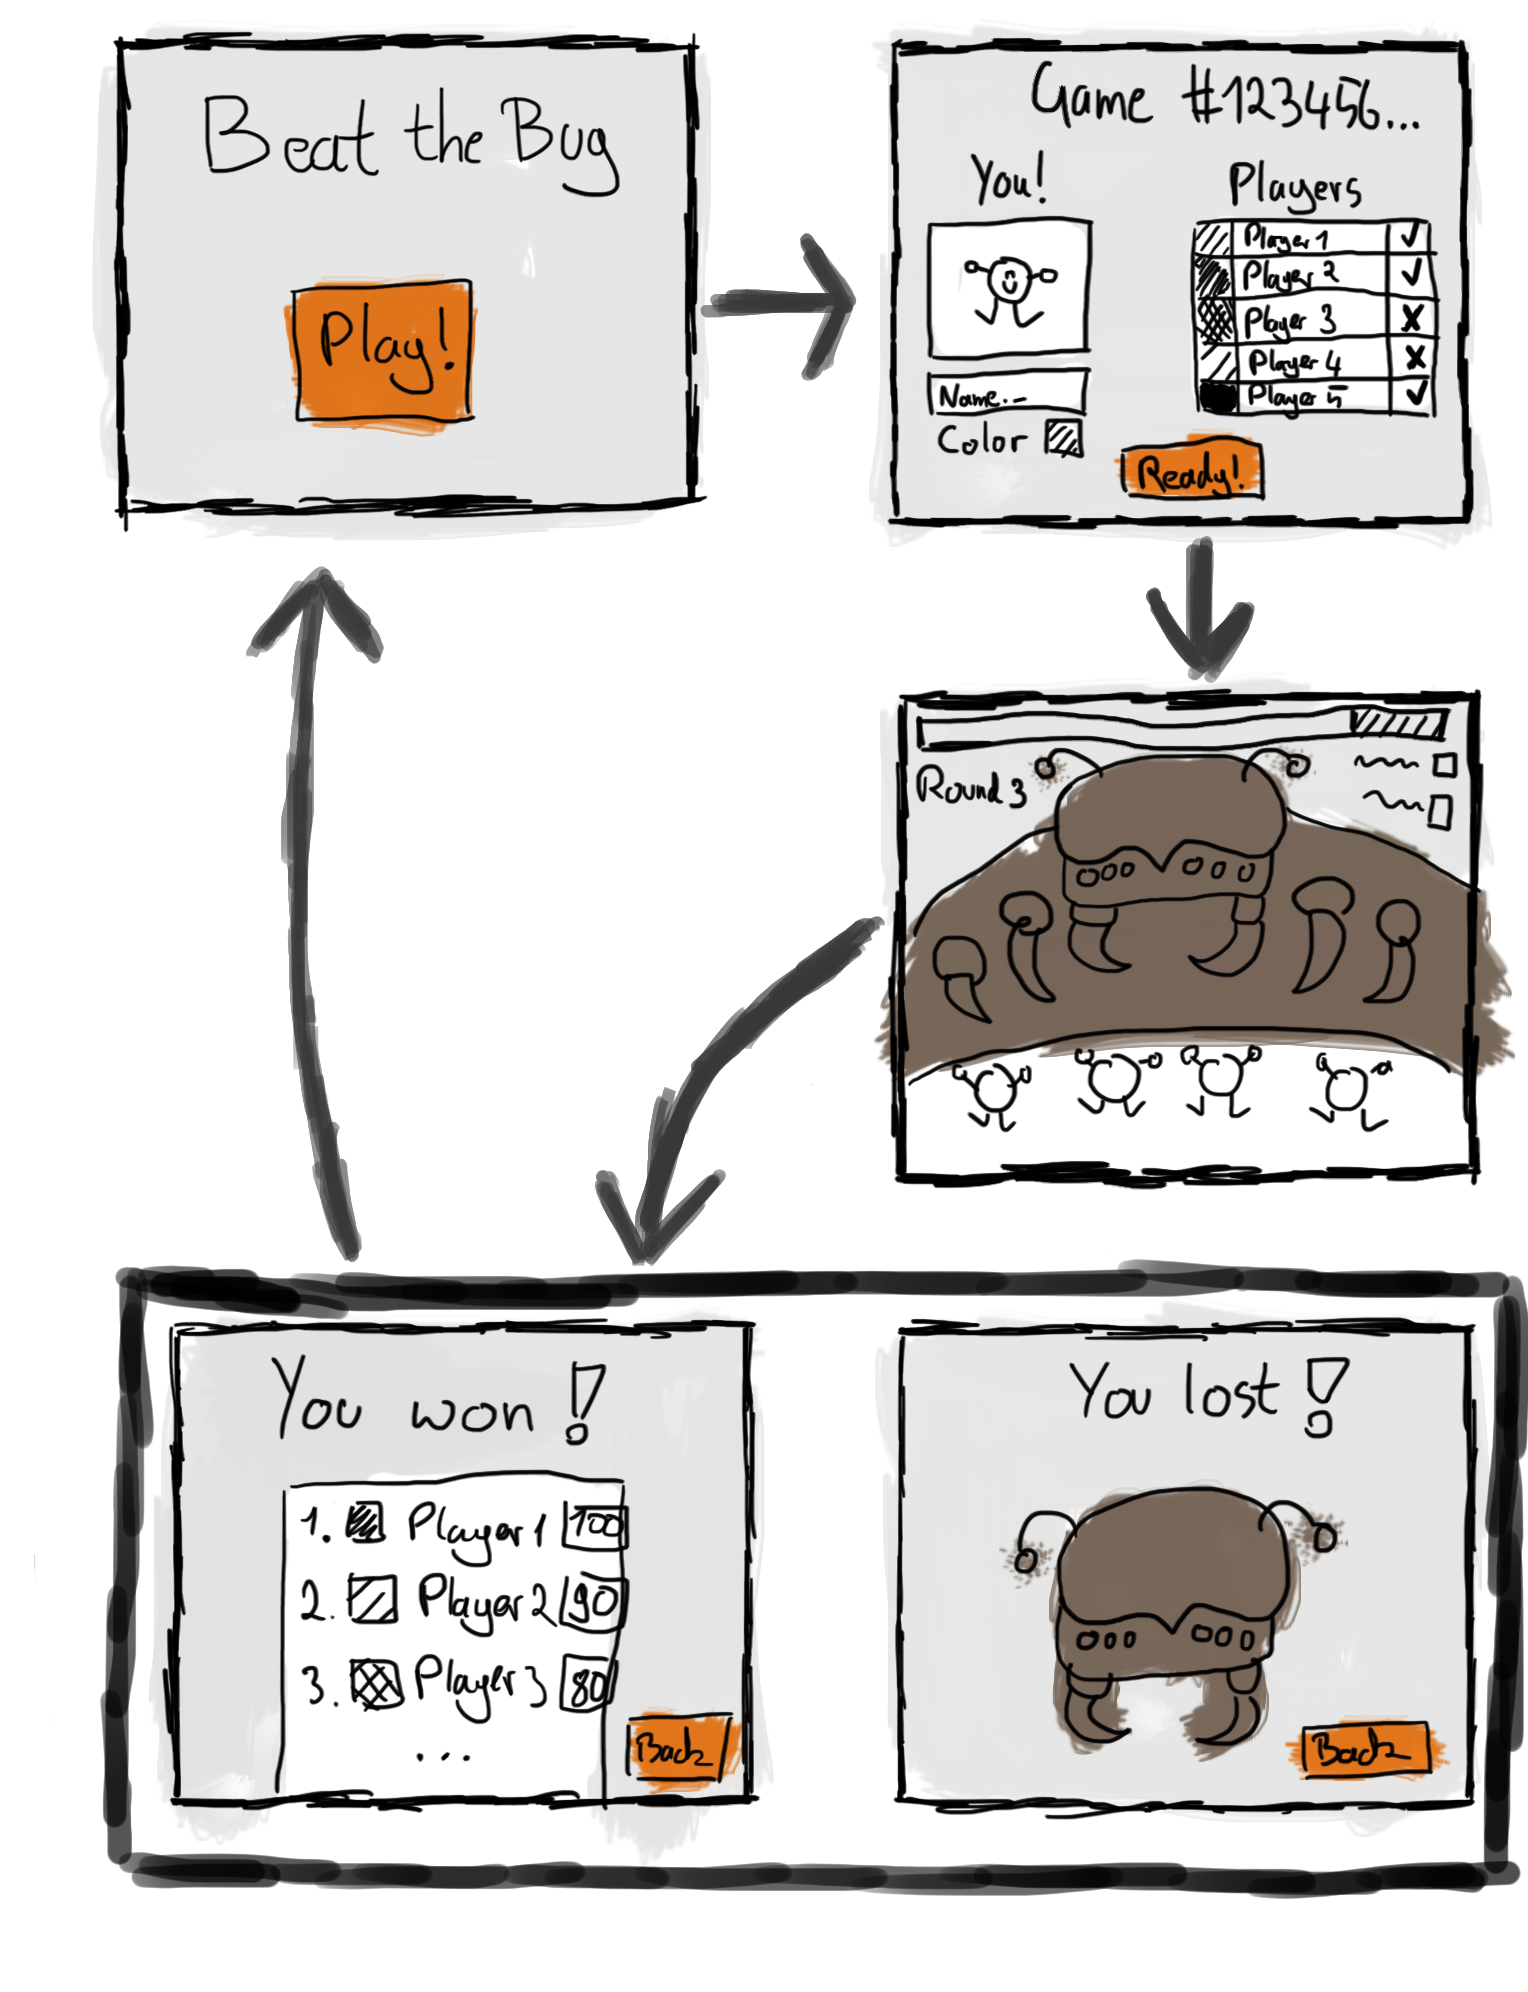 Beat the Bug
Play!
Game #123456...
You!
Players
Player 1
Player 2
Player 3
Player 4
Player 5
Name...
Color
Ready!
Round 3
You won!
1. Player 1 100
2. Player 2 90
3. Player 3 80
...
Back
You lost!
Back